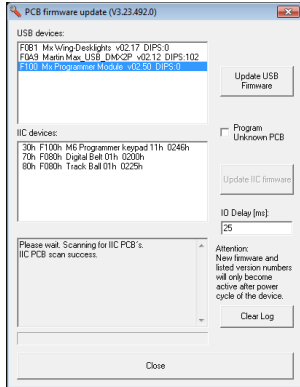 PCB firmware update (V3.23.492.0)
USB devices:
F0B1 Mx Wing-Desklights v02.17 DIPS:0
F0A9 Martin Max_USB_DMX2P v02.12 DIPS:102
F100 Mx Programmer Module v02.50 DIPS:0
Update USB
Firmware
Program
Unknown PCB
IIC devices:
30h F100h M6 Programmer keypad 11h 0246h
70h F080h Digital Belt 01h 0200h
80h F080h Track Ball 01h 0225h
Update IIC firmware
IO Delay [ms]:
25
Please wait. Scanning for IIC PCB's.
IIC PCB scan success.
Attention:
New firmware and
listed version numbers
will only become
active after power
cycle of the device.
Clear Log
Close